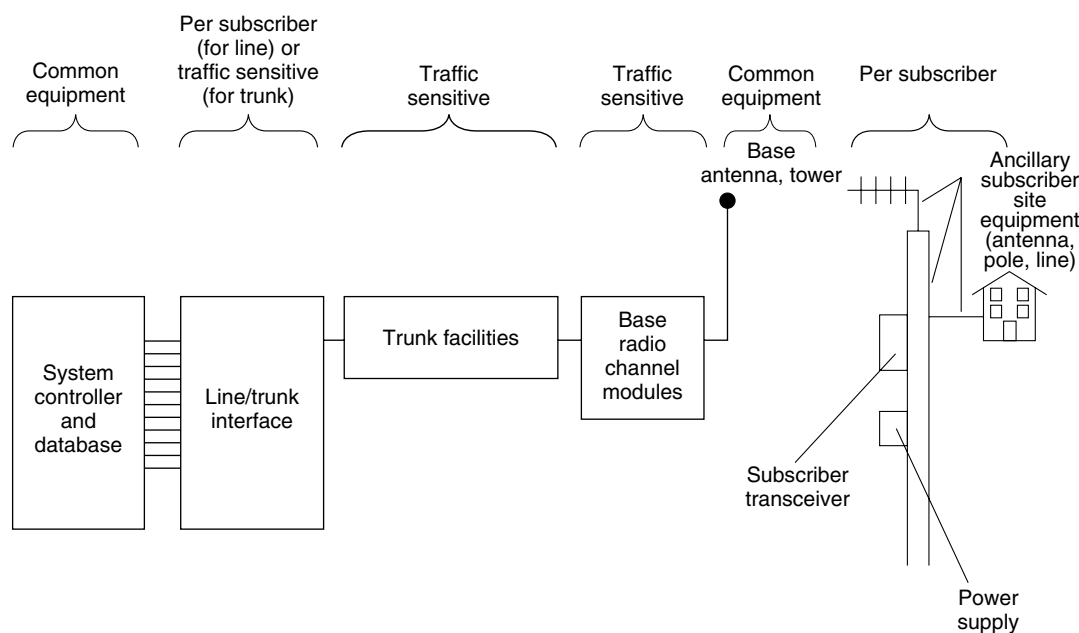 Common
equipment
Per subscriber
(for line) or
traffic sensitive
(for trunk)
Traffic
sensitive
Traffic
sensitive
Common
equipment
Per subscriber
Base
antenna, tower
Ancillary
subscriber
site
equipment
(antenna,
pole, line)
System
controller
and
database
Line/trunk
interface
Trunk facilities
Base
radio
channel
modules
Subscriber
transceiver
Power
supply